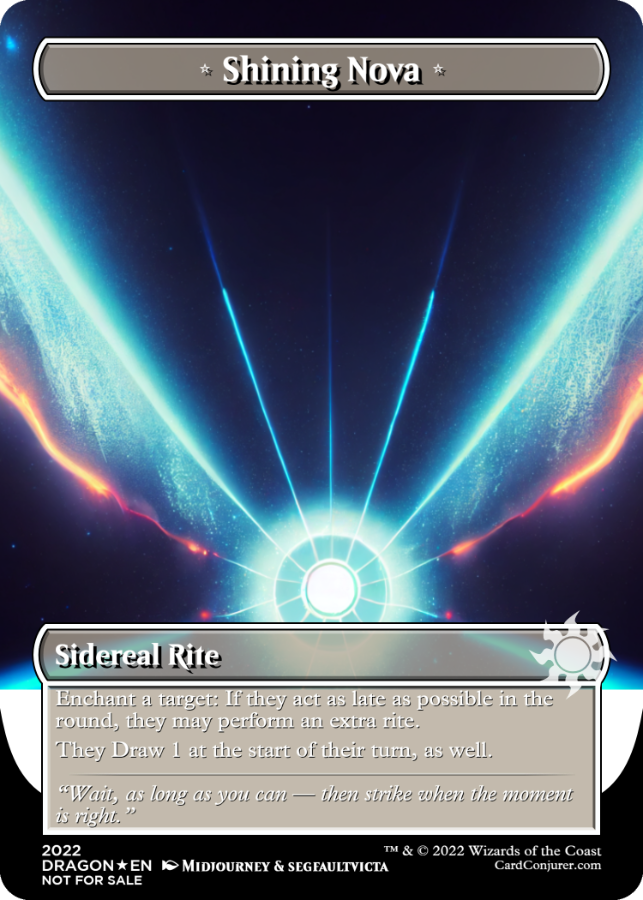 ⭐ Shining Nova ⭐
Sidereal Rite
Enchant a target: If they act as late as possible in the
round, they may perform an extra rite.
They Draw 1 at the start of their turn, as well.
“Wait, as long as you can — then strike when the moment
is right.”
2022
DRAGON★EN Midjourney & segfaultvicta
NOT FOR SALE
™ & © 2022 Wizards of the Coast
CardConjurer.com